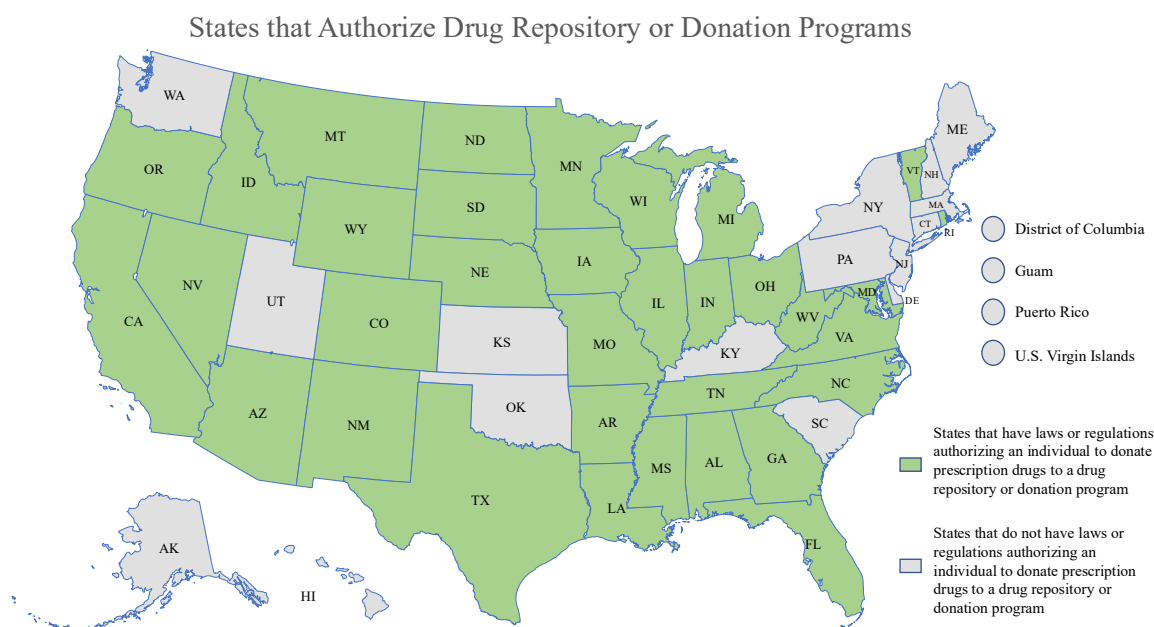 States that Authorize Drug Repository or Donation Programs
WA
MT
ND
MN
ME
OR
ID
SD
WI
MI
VT
NH
NY
MA
CT
RI
WY
NE
IA
PA
NJ
NV
UT
CO
KS
MO
IL
IN
OH
MD
DE
WV
VA
CA
KY
AZ
NM
OK
AR
TN
NC
SC
TX
LA
MS
AL
GA
FL
AK
HI
District of Columbia
Guam
Puerto Rico
U.S. Virgin Islands
States that have laws or regulations
authorizing an individual to donate
prescription drugs to a drug
repository or donation program
States that do not have laws or
regulations authorizing an
individual to donate prescription
drugs to a drug repository or
donation program